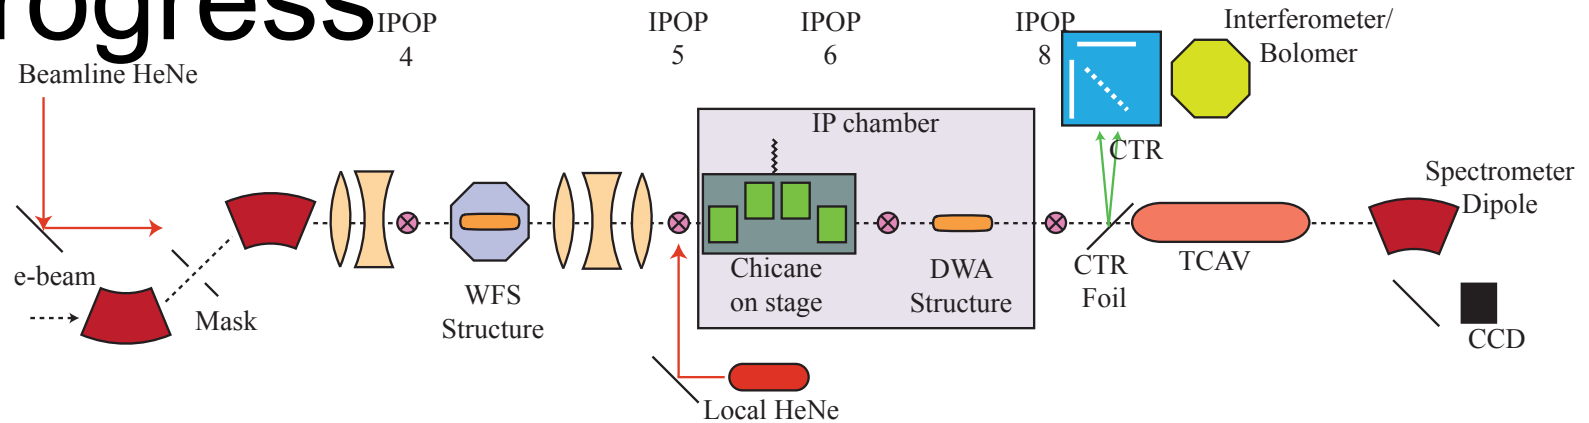 rogress
IPOP
4
IPOP
5
IPOP
6
IPOP
8
Interferometer/
Bolomer
Beamline HeNe
IP chamber
CTR
Spectrometer
Dipole
e-beam
Mask
WFS
Structure
Chicane
on stage
DWA
Structure
CTR
Foil
TCAV
CCD
Local HeNe